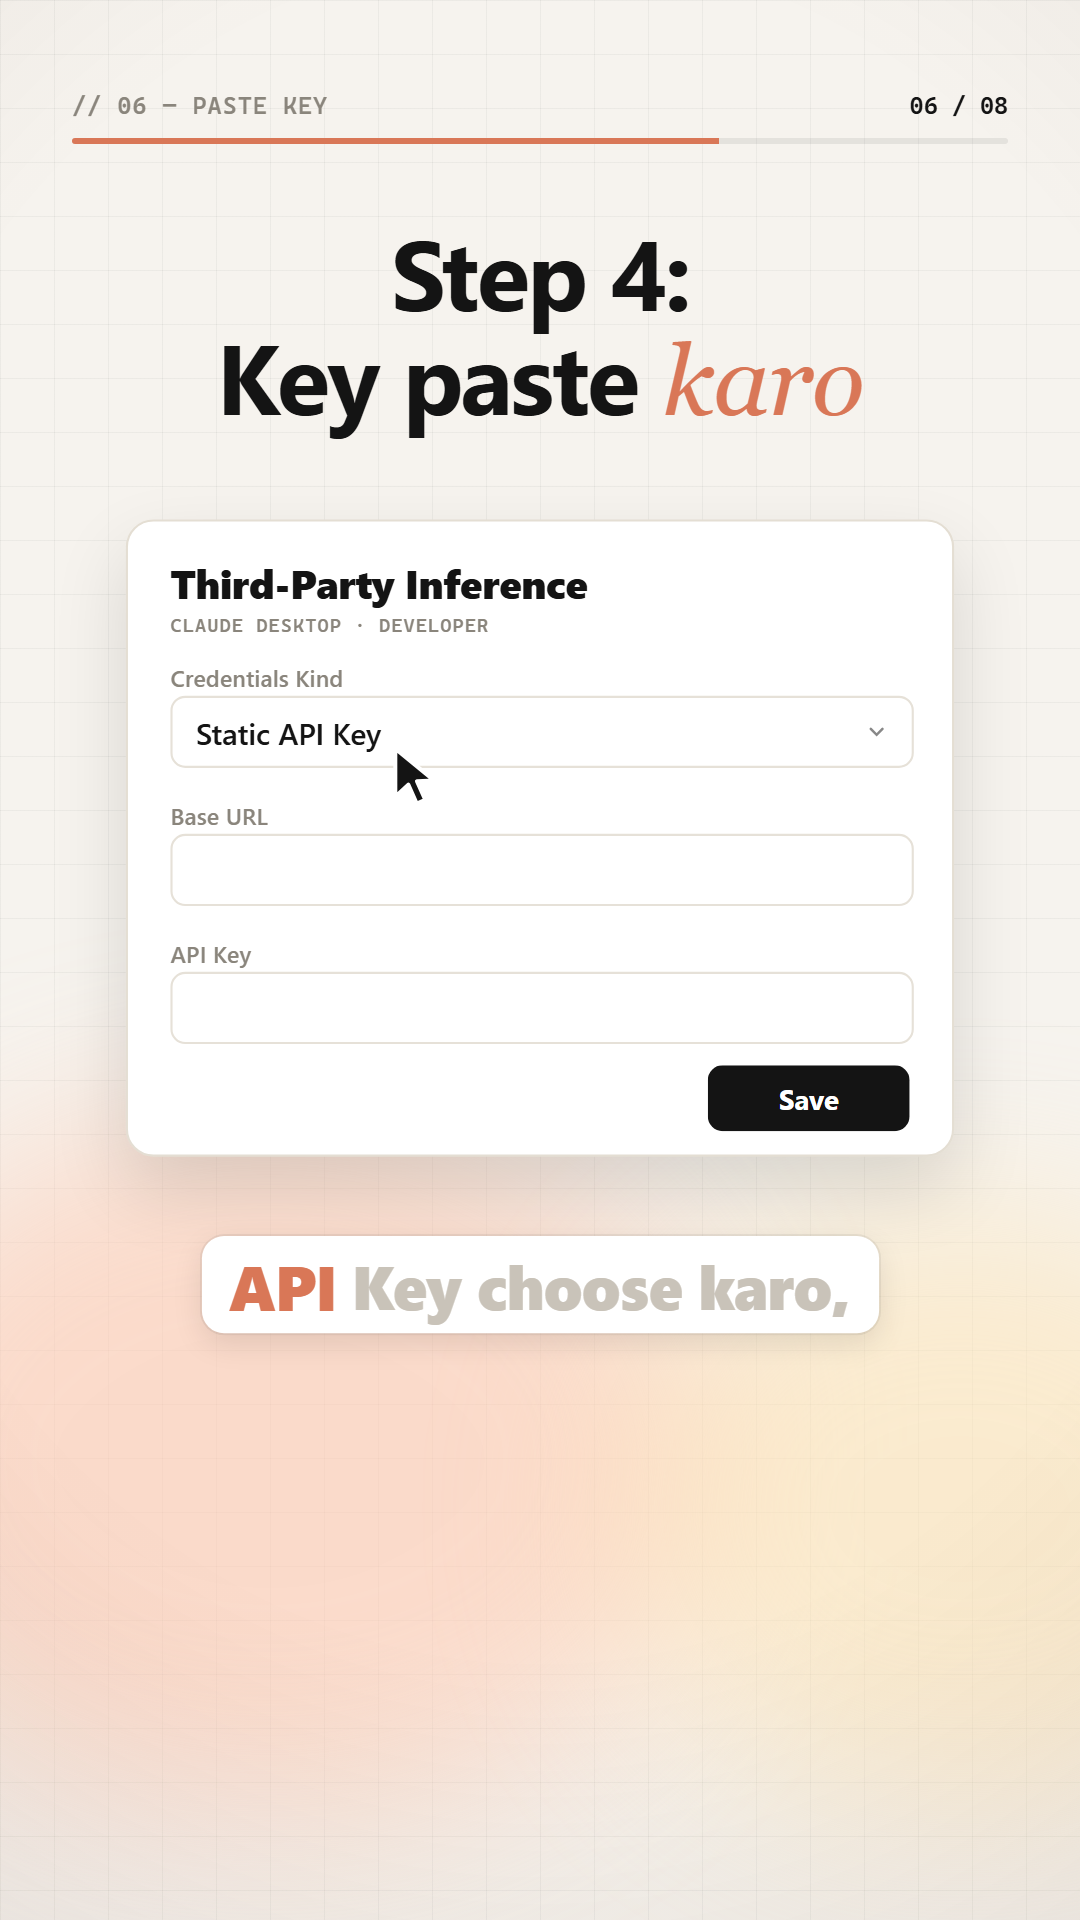 // 06 — PASTE KEY
06 / 08
Step 4:
Key paste karo
Third-Party Inference
CLAUDE DESKTOP · DEVELOPER
Credentials Kind
Static API Key
Base URL
API Key
Save
API Key choose karo,